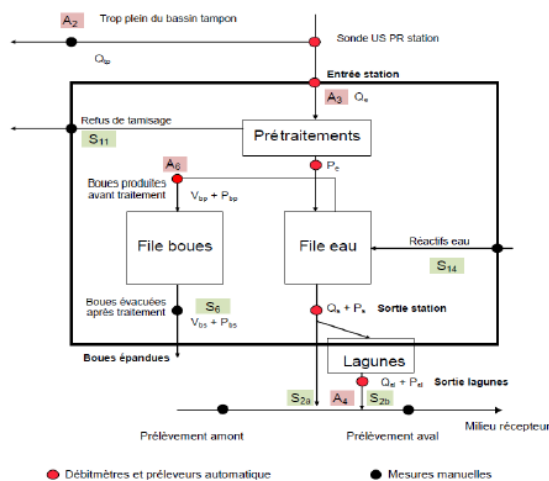 A2
Trop plein du bassin tampon
Sonde US PR station
Qtp
Entrée station
A3
Qe
Refus de tamisage
S11
Prétraitements
A6
Pe
Boues produites
avant traitement
Vbp + Pbp
File boues
File eau
Réactifs eau
S14
Boues évacuées
après traitement
S6
Vbs + Pbs
Qs + Ps
Sortie station
Boues épandues
Lagunes
Qsl + Psl
Sortie lagunes
S2a
A4
S2b
Milieu récepteur
Prélèvement amont
Prélèvement aval
Débitmètres et préleveurs automatique
Mesures manuelles